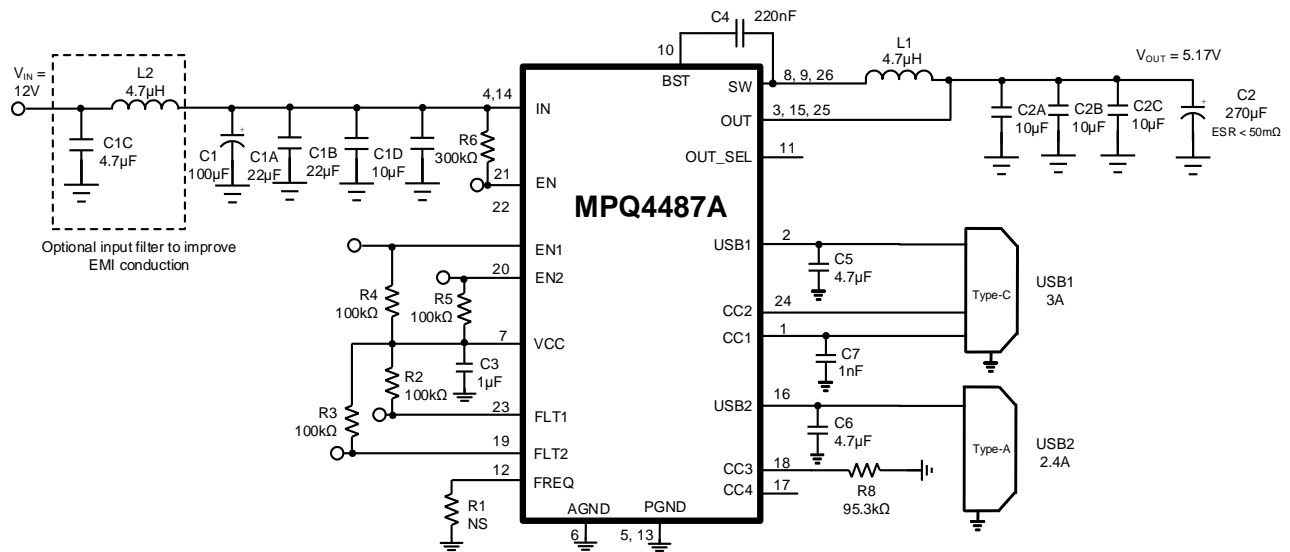 C4
220nF
10
BST
L1
4.7µH
VOUT = 5.17V
VIN =
12V
L2
4.7µH
C1C
4.7µF
C1
100µF
C1A
22µF
C1B
22µF
C1D
10µF
R6
300kΩ
4,14
IN
21
EN
22
EN1
20
EN2
R4
100kΩ
R5
100kΩ
7
VCC
R2
100kΩ
C3
1µF
R3
100kΩ
23
FLT1
19
FLT2
12
FREQ
R1
NS
Optional input filter to improve
EMI conduction
MPQ4487A
AGND
6
PGND
5, 13
SW
8, 9, 26
OUT
3, 15, 25
OUT_SEL
11
C2A
10µF
C2B
10µF
C2C
10µF
C2
270µF
ESR < 50mΩ
USB1
2
C5
4.7µF
CC2
24
CC1
1
C7
1nF
Type-C
USB1
3A
USB2
16
C6
4.7µF
Type-A
USB2
2.4A
CC3
18
CC4
17
R8
95.3kΩ